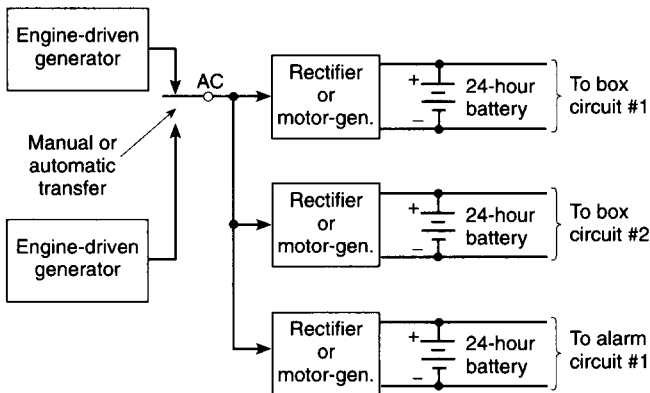 Engine-driven
generator
AC
Manual or
automatic
transfer
Engine-driven
generator
Rectifier
or
motor-gen.
+
–
24-hour
battery
To box
circuit #1
Rectifier
or
motor-gen.
+
–
24-hour
battery
To box
circuit #2
Rectifier
or
motor-gen.
+
–
24-hour
battery
To alarm
circuit #1